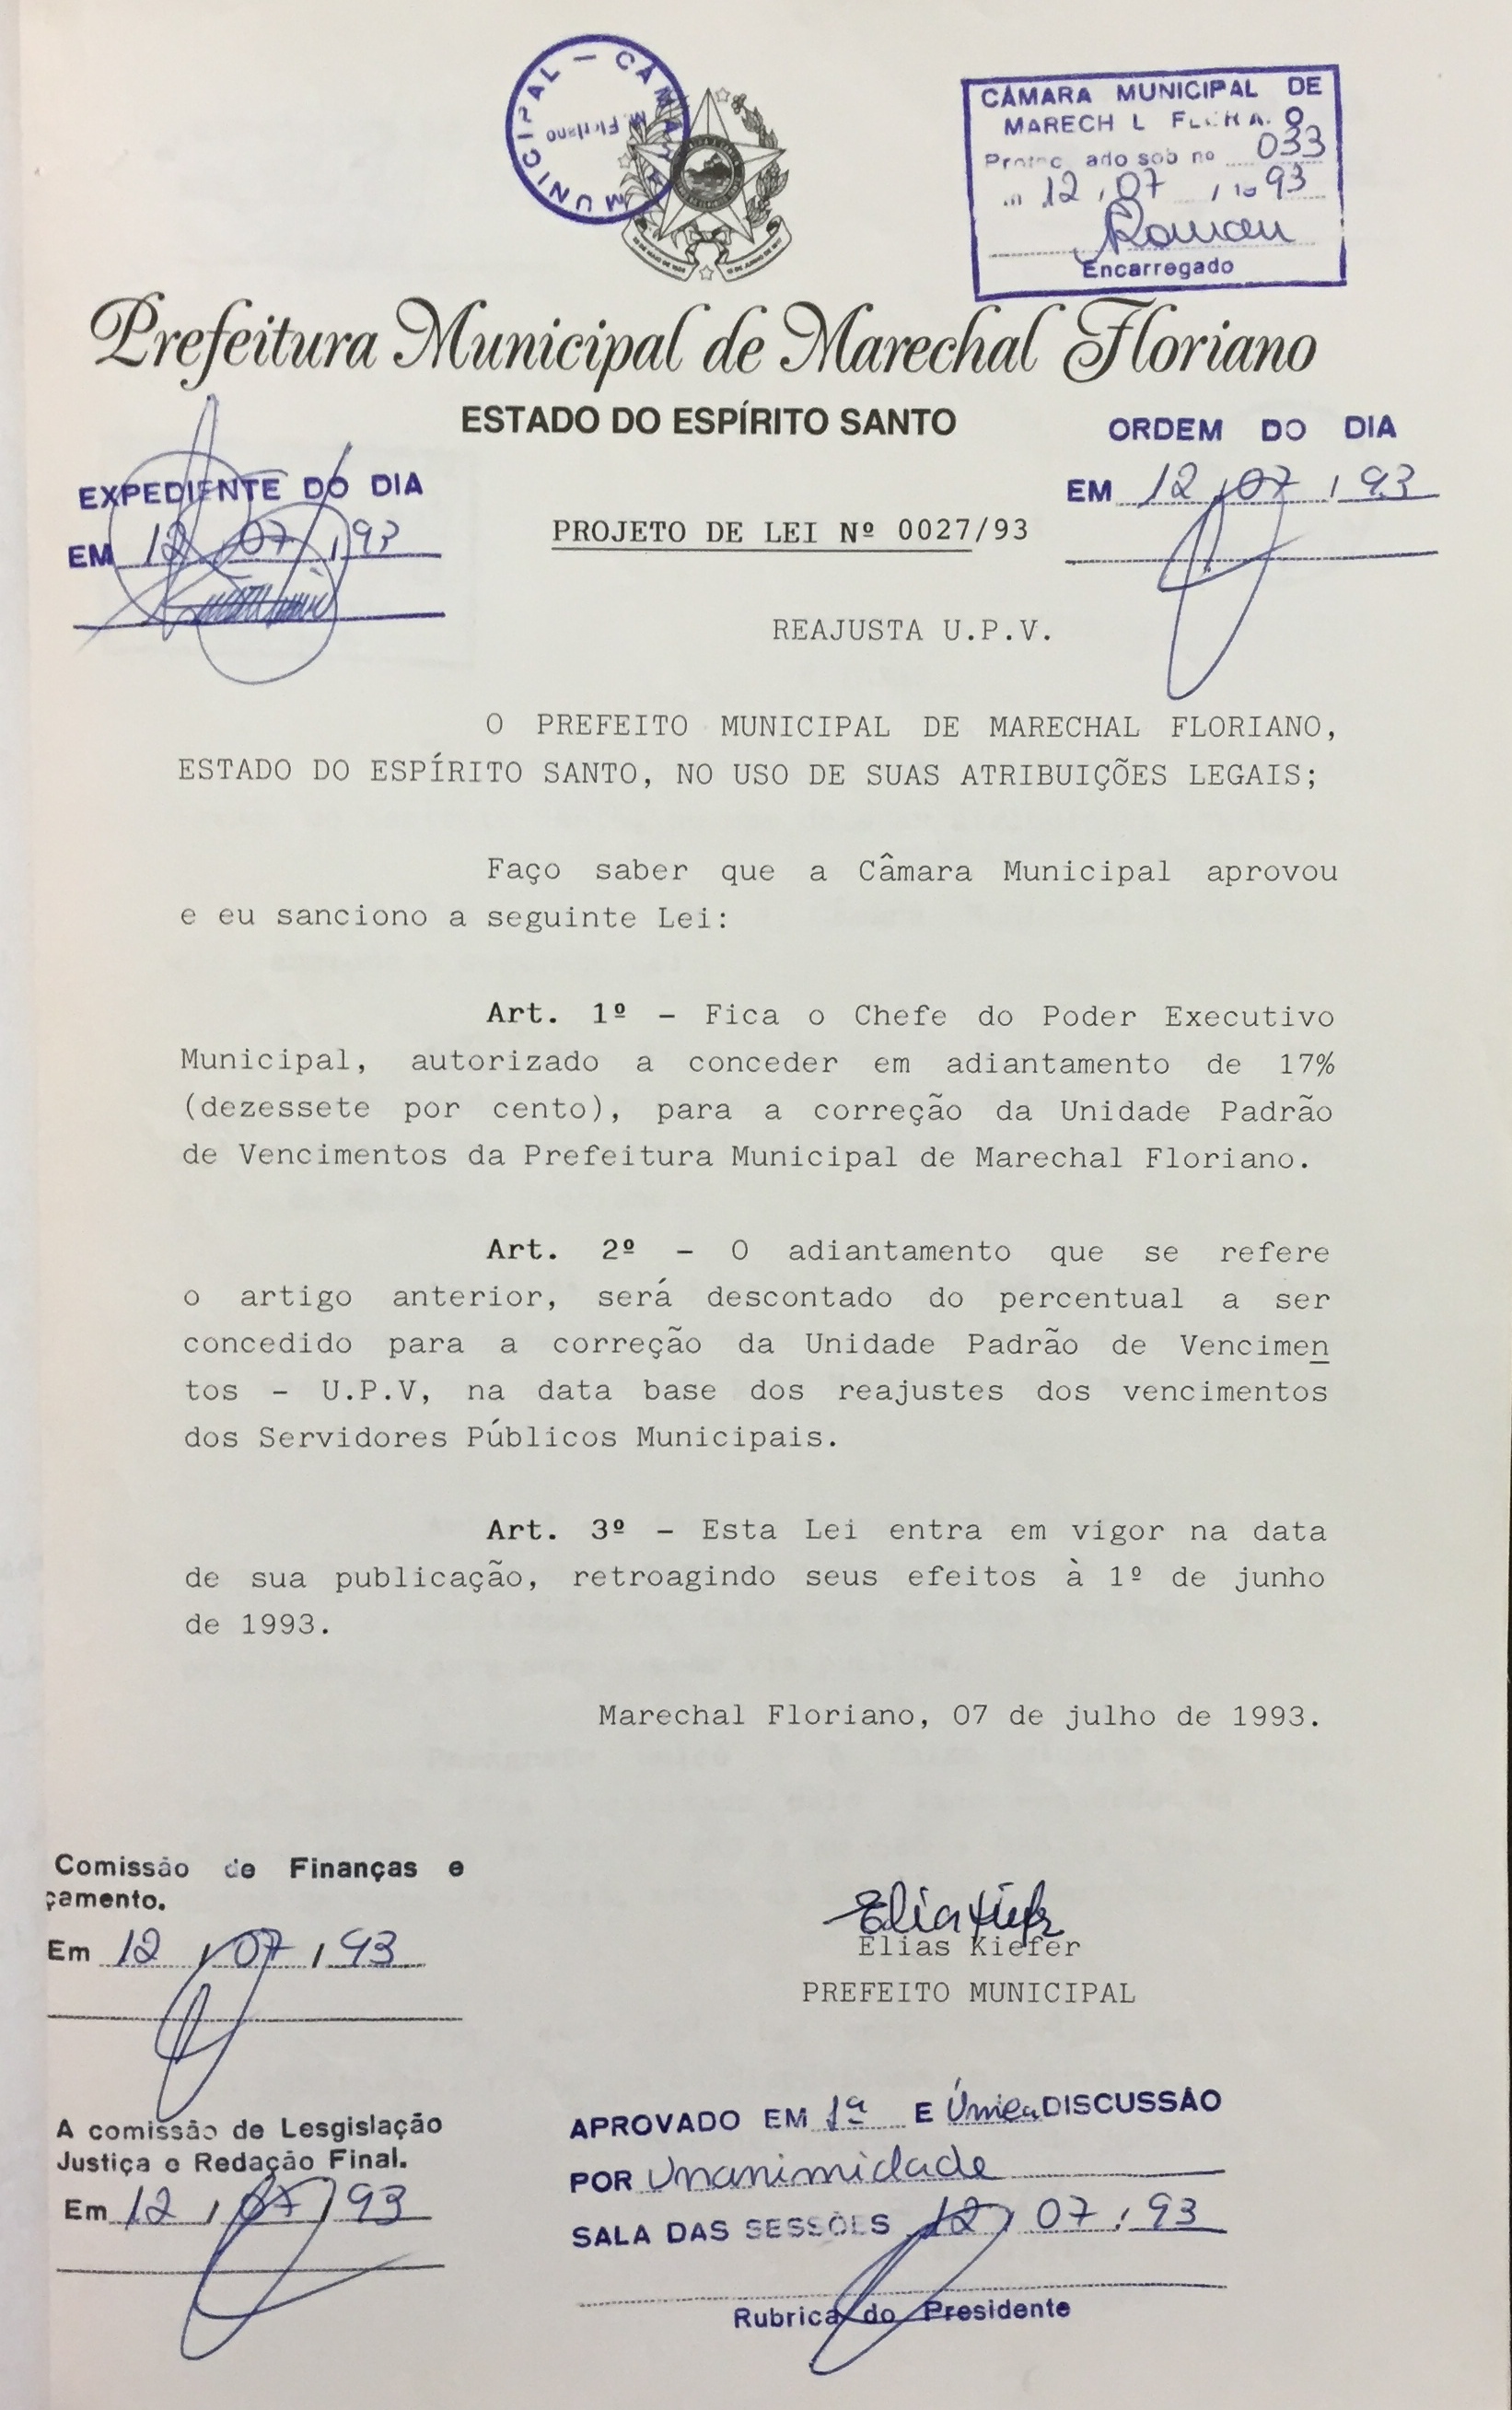 MUNICIPAL — CÂMARA
M. Floriano
CÂMARA MUNICIPAL DE
MARECH L FL
Protoc ado sob nº 033
12 / 07 / 19 93
Encarregado
Prefeitura Municipal de Marechal Floriano
ESTADO DO ESPÍRITO SANTO
ORDEM DO DIA
EM 12 / 07 / 93
EXPEDIENTE DO DIA
EM 12 / 07 / 93
PROJETO DE LEI Nº 0027/93
REAJUSTA U.P.V.
O PREFEITO MUNICIPAL DE MARECHAL FLORIANO,
ESTADO DO ESPÍRITO SANTO, NO USO DE SUAS ATRIBUIÇÕES LEGAIS;
Faço saber que a Câmara Municipal aprovou
e eu sanciono a seguinte Lei:
Art. 1º - Fica o Chefe do Poder Executivo
Municipal, autorizado a conceder em adiantamento de 17%
(dezessete por cento), para a correção da Unidade Padrão
de Vencimentos da Prefeitura Municipal de Marechal Floriano.
Art. 2º - O adiantamento que se refere
o artigo anterior, será descontado do percentual a ser
concedido para a correção da Unidade Padrão de Vencimen
tos - U.P.V, na data base dos reajustes dos vencimentos
dos Servidores Públicos Municipais.
Art. 3º - Esta Lei entra em vigor na data
de sua publicação, retroagindo seus efeitos à 1º de junho
de 1993.
Marechal Floriano, 07 de julho de 1993.
Comissão de Finanças e
çamento.
Em 12 / 07 / 93
Elias Kiefer
Elias Kiefer
PREFEITO MUNICIPAL
A comissão de Lesgislação
Justiça e Redação Final.
Em 12 / 07 / 93
APROVADO EM 1ª E Única DISCUSSÃO
POR Unanimidade
SALA DAS SESSÕES 12 / 07 / 93
Rubrica do Presidente